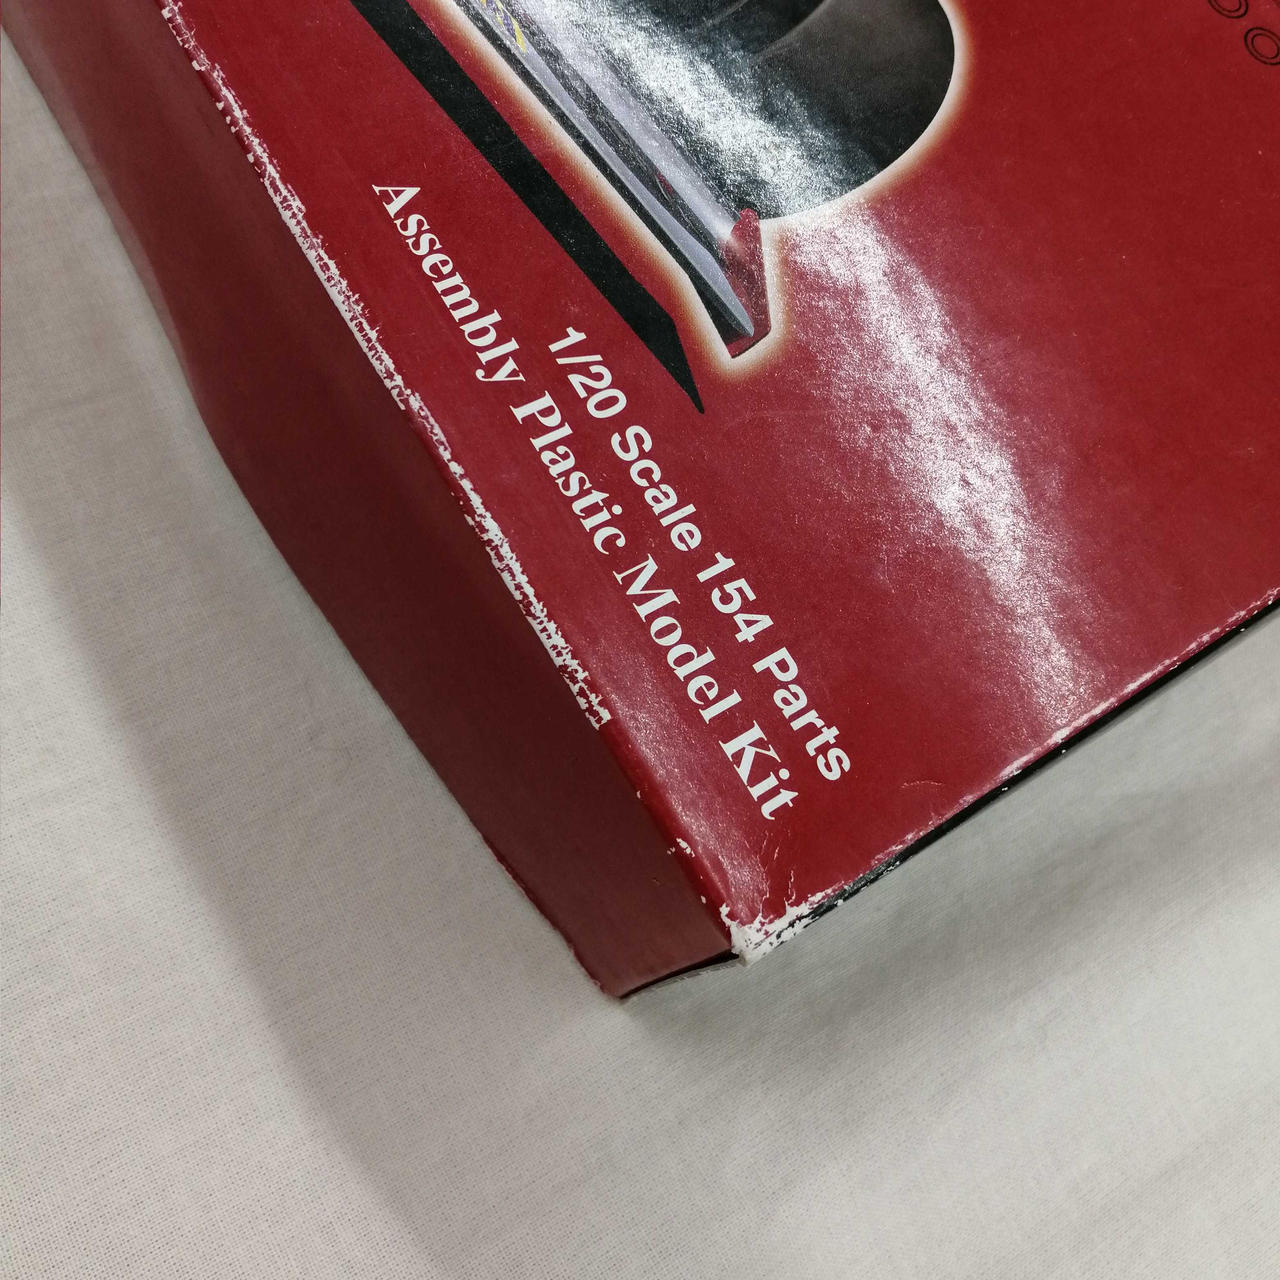 1/20 Scale 154 Parts
Assembly Plastic Model Kit